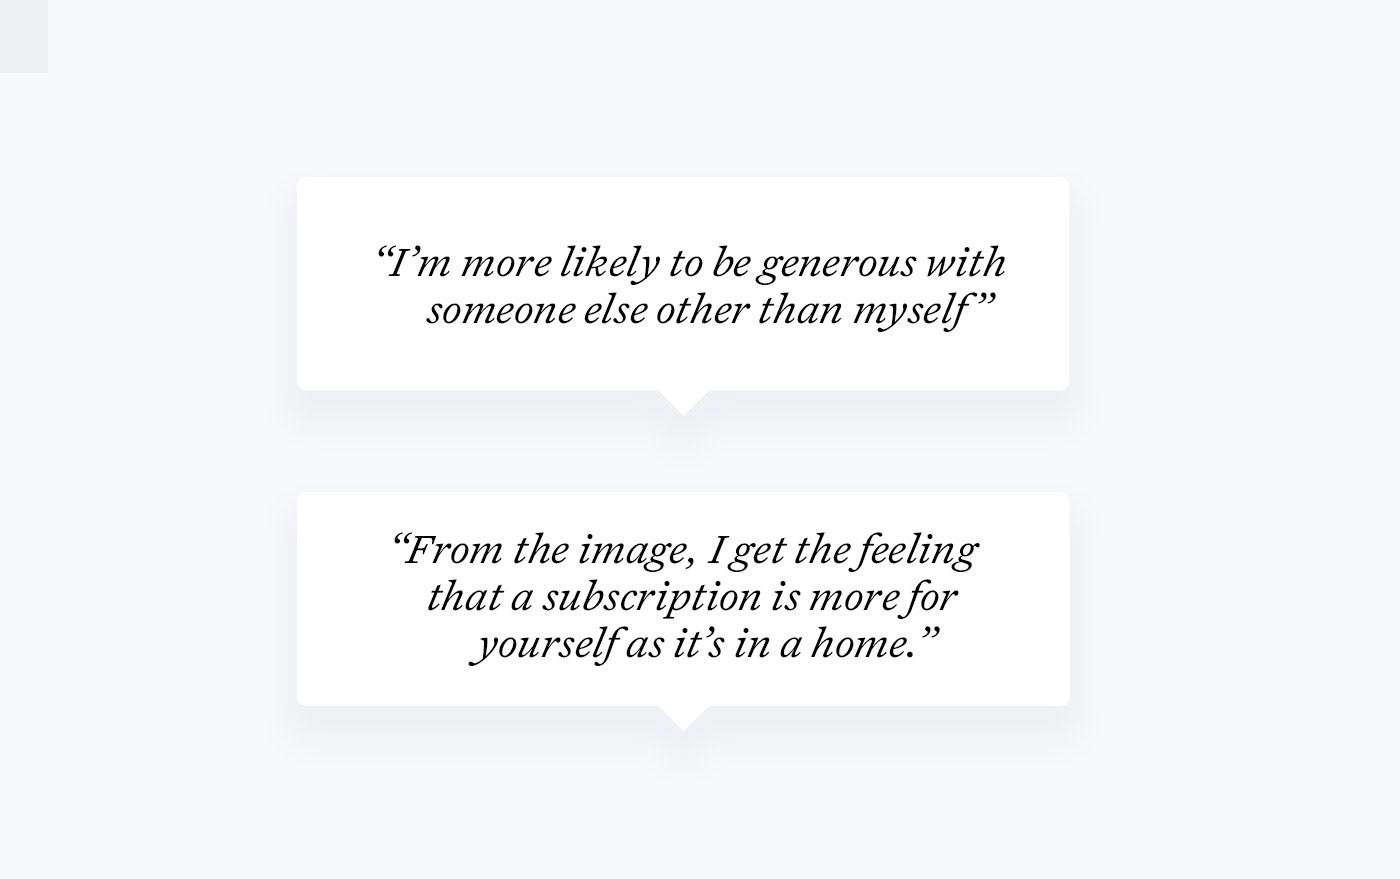 “I’m more likely to be generous with
someone else other than myself”
“From the image, I get the feeling
that a subscription is more for
yourself as it’s in a home.”